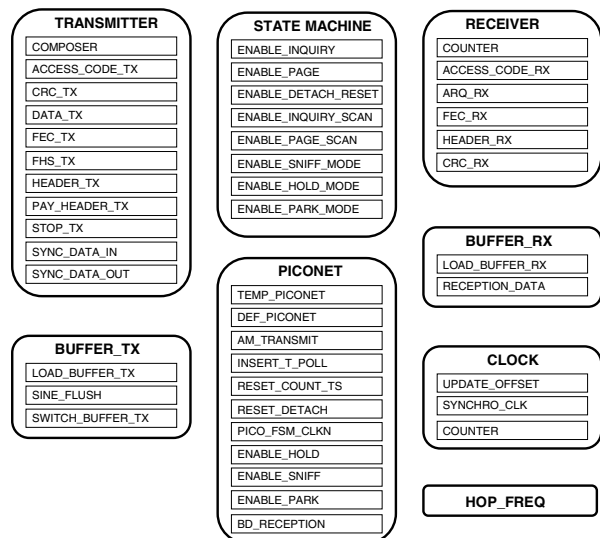 TRANSMITTER
COMPOSER
ACCESS_CODE_TX
CRC_TX
DATA_TX
FEC_TX
FHS_TX
HEADER_TX
PAY_HEADER_TX
STOP_TX
SYNC_DATA_IN
SYNC_DATA_OUT
BUFFER_TX
LOAD_BUFFER_TX
SINE_FLUSH
SWITCH_BUFFER_TX
STATE MACHINE
ENABLE_INQUIRY
ENABLE_PAGE
ENABLE_DETACH_RESET
ENABLE_INQUIRY_SCAN
ENABLE_PAGE_SCAN
ENABLE_SNIFF_MODE
ENABLE_HOLD_MODE
ENABLE_PARK_MODE
PICONET
TEMP_PICONET
DEF_PICONET
AM_TRANSMIT
INSERT_T_POLL
RESET_COUNT_TS
RESET_DETACH
PICO_FSM_CLKN
ENABLE_HOLD
ENABLE_SNIFF
ENABLE_PARK
BD_RECEPTION
RECEIVER
COUNTER
ACCESS_CODE_RX
ARQ_RX
FEC_RX
HEADER_RX
CRC_RX
BUFFER_RX
LOAD_BUFFER_RX
RECEPTION_DATA
CLOCK
UPDATE_OFFSET
SYNCHRO_CLK
COUNTER
HOP_FREQ